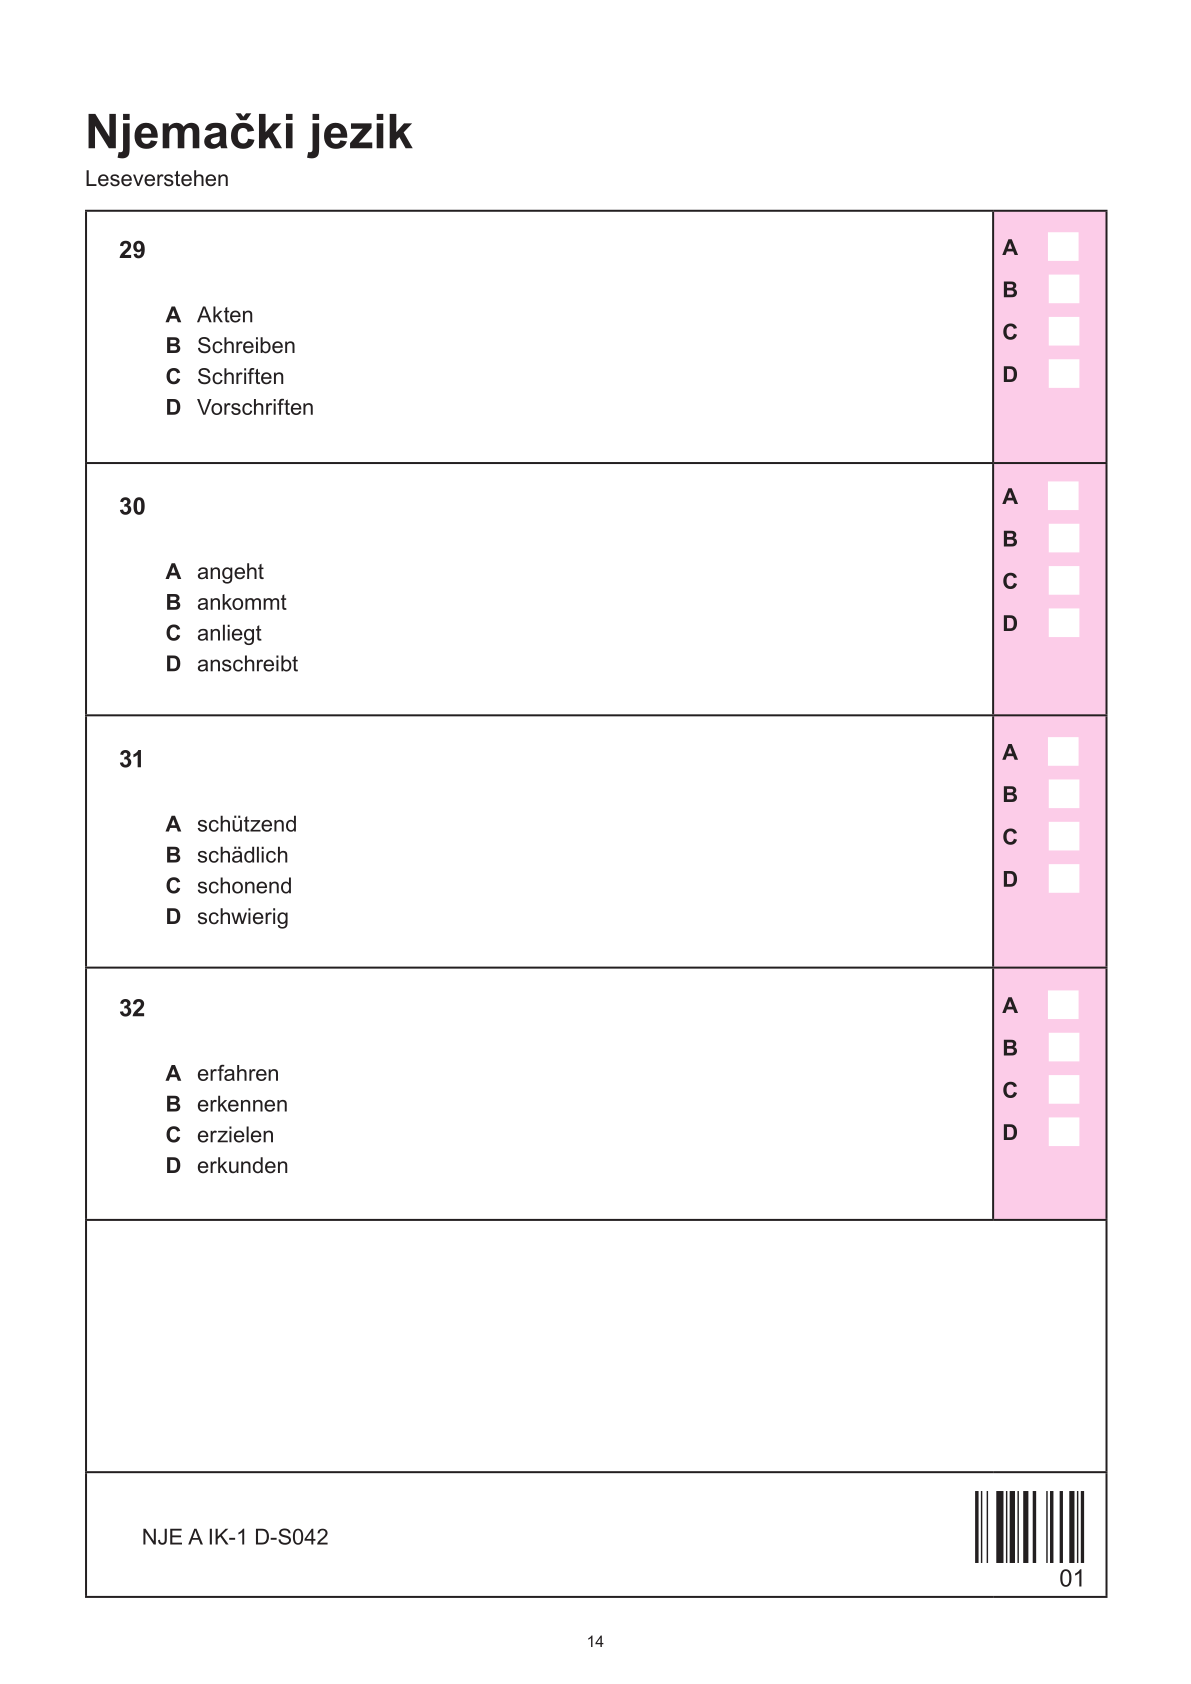 Njemački jezik
Leseverstehen
29
A Akten
B Schreiben
C Schriften
D Vorschriften
A
B
C
D
30
A angeht
B ankommt
C anliegt
D anschreibt
A
B
C
D
31
A schützend
B schädlich
C schonend
D schwierig
A
B
C
D
32
A erfahren
B erkennen
C erzielen
D erkunden
A
B
C
D
NJE A IK-1 D-S042
01
14